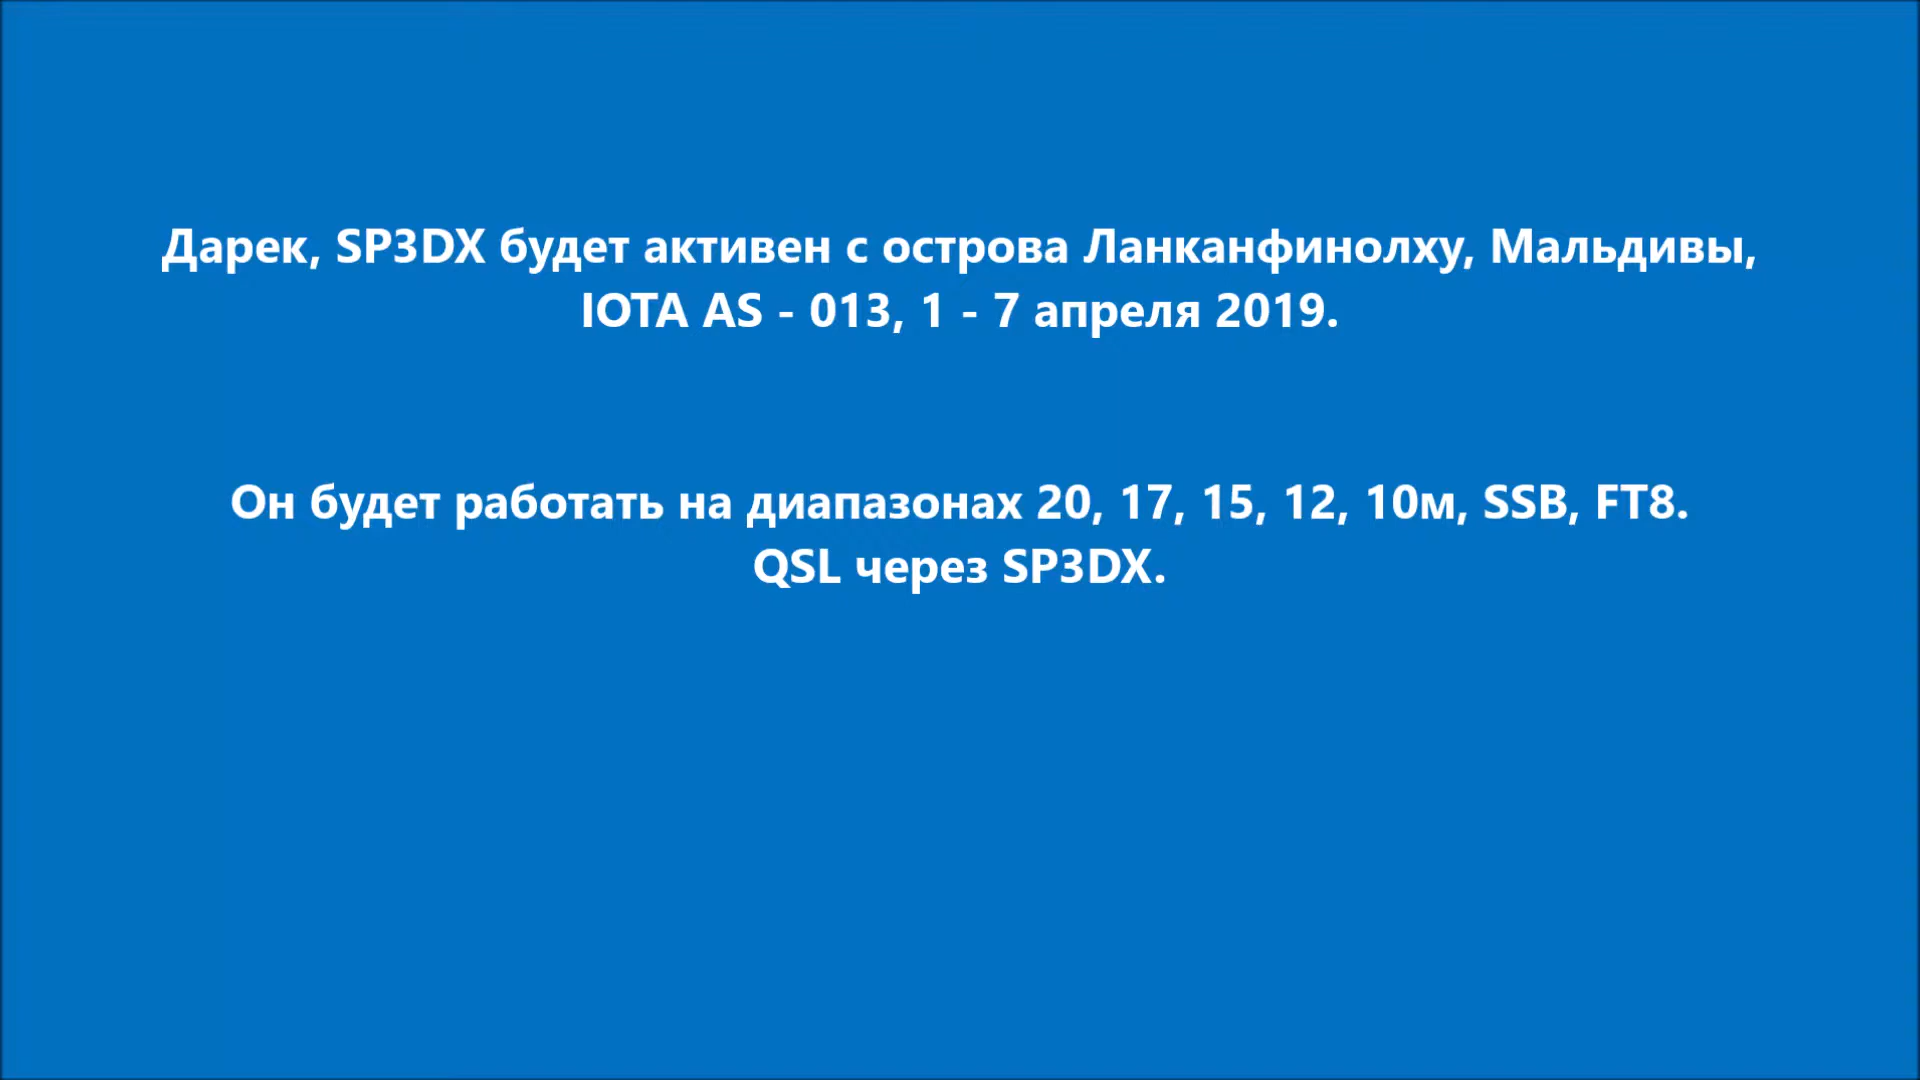 Дарек, SP3DX будет активен с острова Ланканфинолху, Мальдивы,
IOTA AS - 013, 1 - 7 апреля 2019.
Он будет работать на диапазонах 20, 17, 15, 12, 10м, SSB, FT8.
QSL через SP3DX.